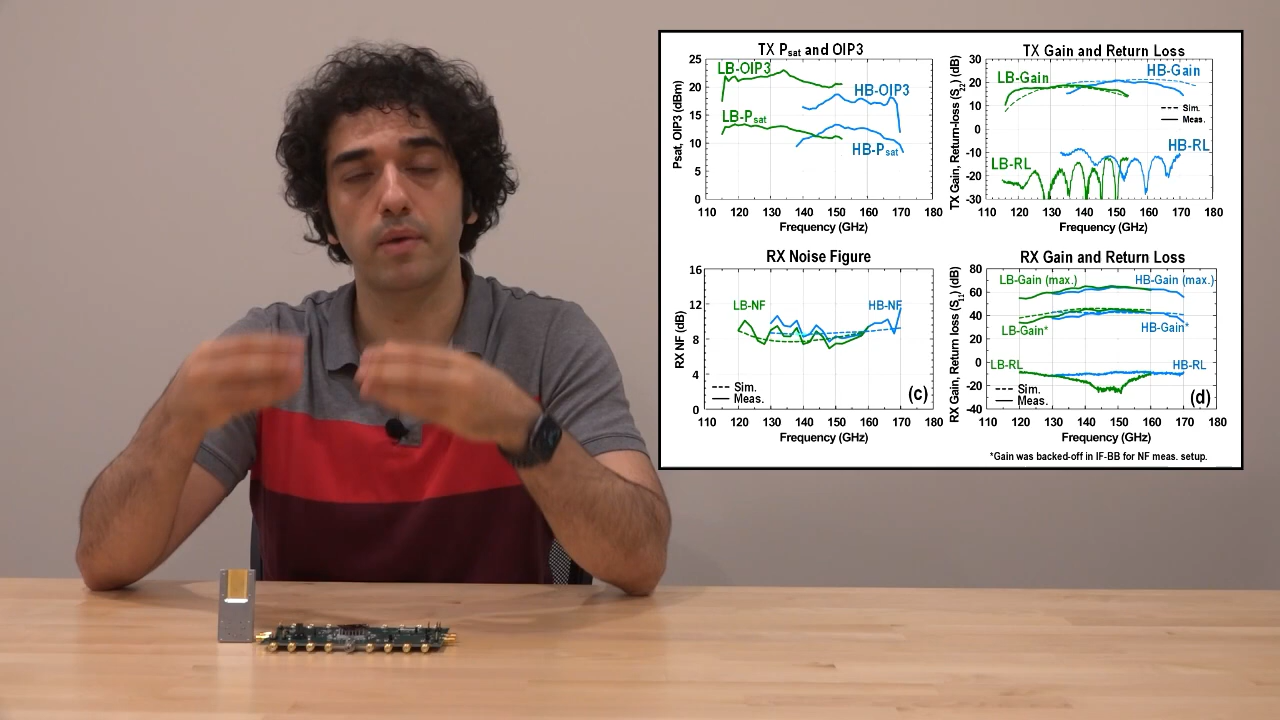 TX Psat and OIP3
25
20
15
10
5
0
Psat, OIP3 (dBm)
LB-OIP3
HB-OIP3
LB-Psat
HB-Psat
110 120 130 140 150 160 170 180
Frequency (GHz)
TX Gain and Return Loss
30
20
10
0
-10
-20
-30
TX Gain, Return-loss (S22) (dB)
LB-Gain
HB-Gain
Sim.
Meas.
HB-RL
LB-RL
110 120 130 140 150 160 170 180
Frequency (GHz)
RX Noise Figure
16
12
8
4
0
RX NF (dB)
LB-NF
HB-NF
Sim.
Meas.
(c)
110 120 130 140 150 160 170 180
Frequency (GHz)
RX Gain and Return Loss
80
60
40
20
0
-20
-40
RX Gain, Return loss (S11) (dB)
LB-Gain (max.)
HB-Gain (max.)
LB-Gain*
HB-Gain*
LB-RL
HB-RL
Sim.
Meas.
(d)
110 120 130 140 150 160 170 180
Frequency (GHz)
*Gain was backed-off in IF-BB for NF meas. setup.